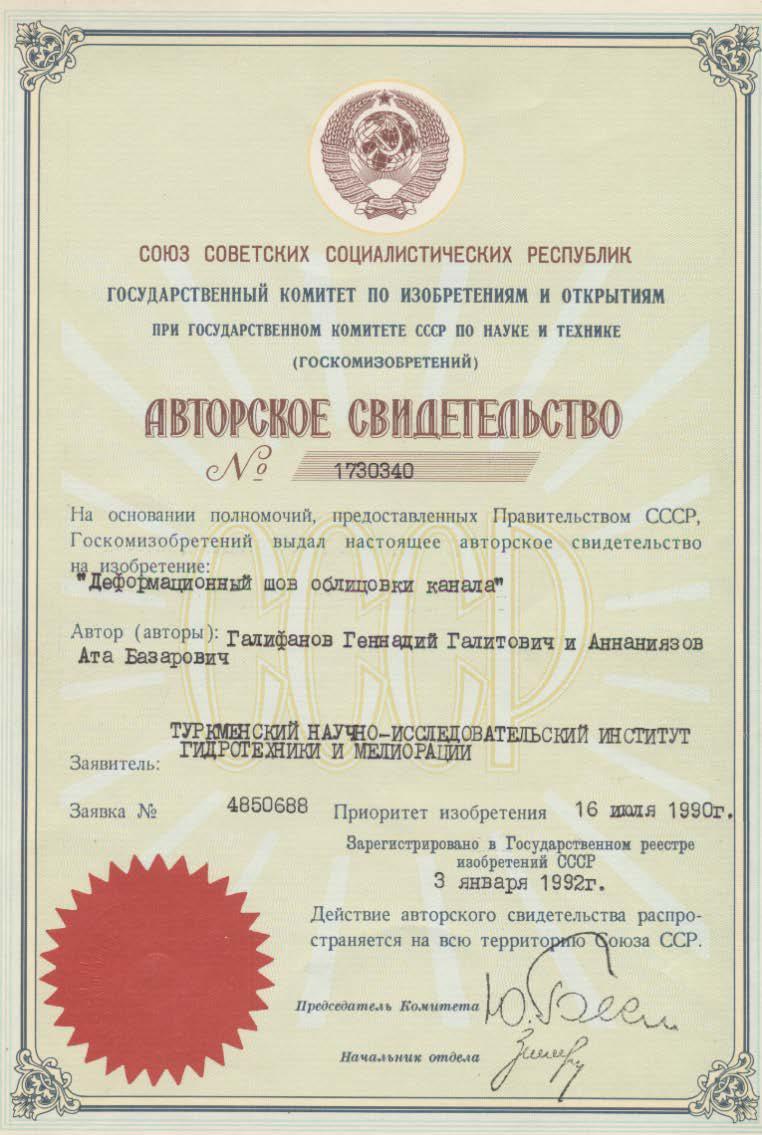 СОЮЗ СОВЕТСКИХ СОЦИАЛИСТИЧЕСКИХ РЕСПУБЛИК
ГОСУДАРСТВЕННЫЙ КОМИТЕТ ПО ИЗОБРЕТЕНИЯМ И ОТКРЫТИЯМ
ПРИ ГОСУДАРСТВЕННОМ КОМИТЕТЕ СССР ПО НАУКЕ И ТЕХНИКЕ
(ГОСКОМИЗОБРЕТЕНИЙ)
АВТОРСКОЕ СВИДЕТЕЛЬСТВО
№ 1730340
СССР
На основании полномочий, предоставленных Правительством СССР,
Госкомизобретений выдал настоящее авторское свидетельство
на изобретение:
"Деформационный шов облицовки канала"
Автор (авторы): Галифанов Геннадий Галитович и Аннаниязов
Ата Базарович
ТУРКМЕНСКИЙ НАУЧНО-ИССЛЕДОВАТЕЛЬСКИЙ ИНСТИТУТ
ГИДРОТЕХНИКИ И МЕЛИОРАЦИИ
Заявитель:
Заявка № 4850688 Приоритет изобретения 16 июля 1990г.
Зарегистрировано в Государственном реестре
изобретений СССР
3 января 1992г.
Действие авторского свидетельства распро-
страняется на всю территорию Союза ССР.
Председатель Комитета
Начальник отдела